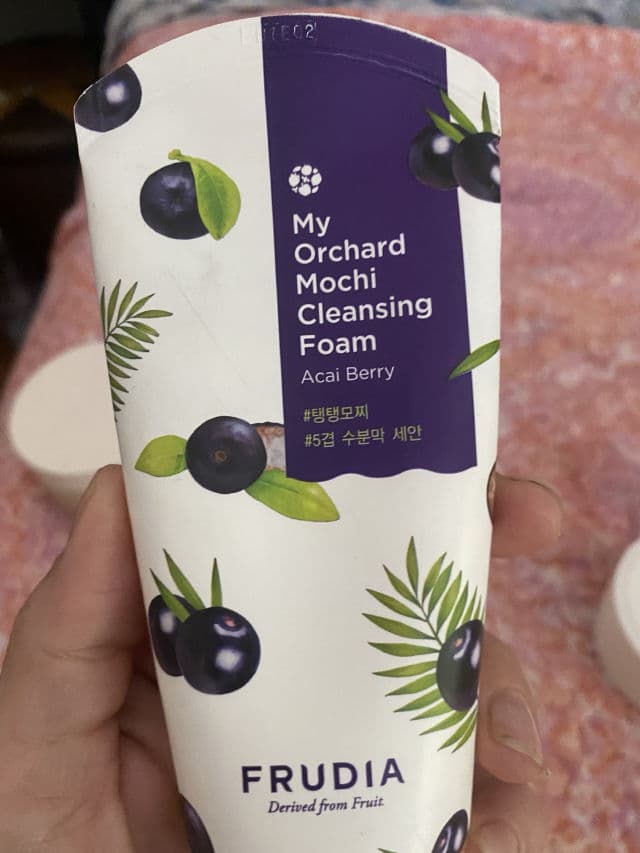 My
Orchard
Mochi
Cleansing
Foam
Acai Berry
#탱탱모찌
#5겹 수분막 세안
FRUDIA
Derived from Fruit